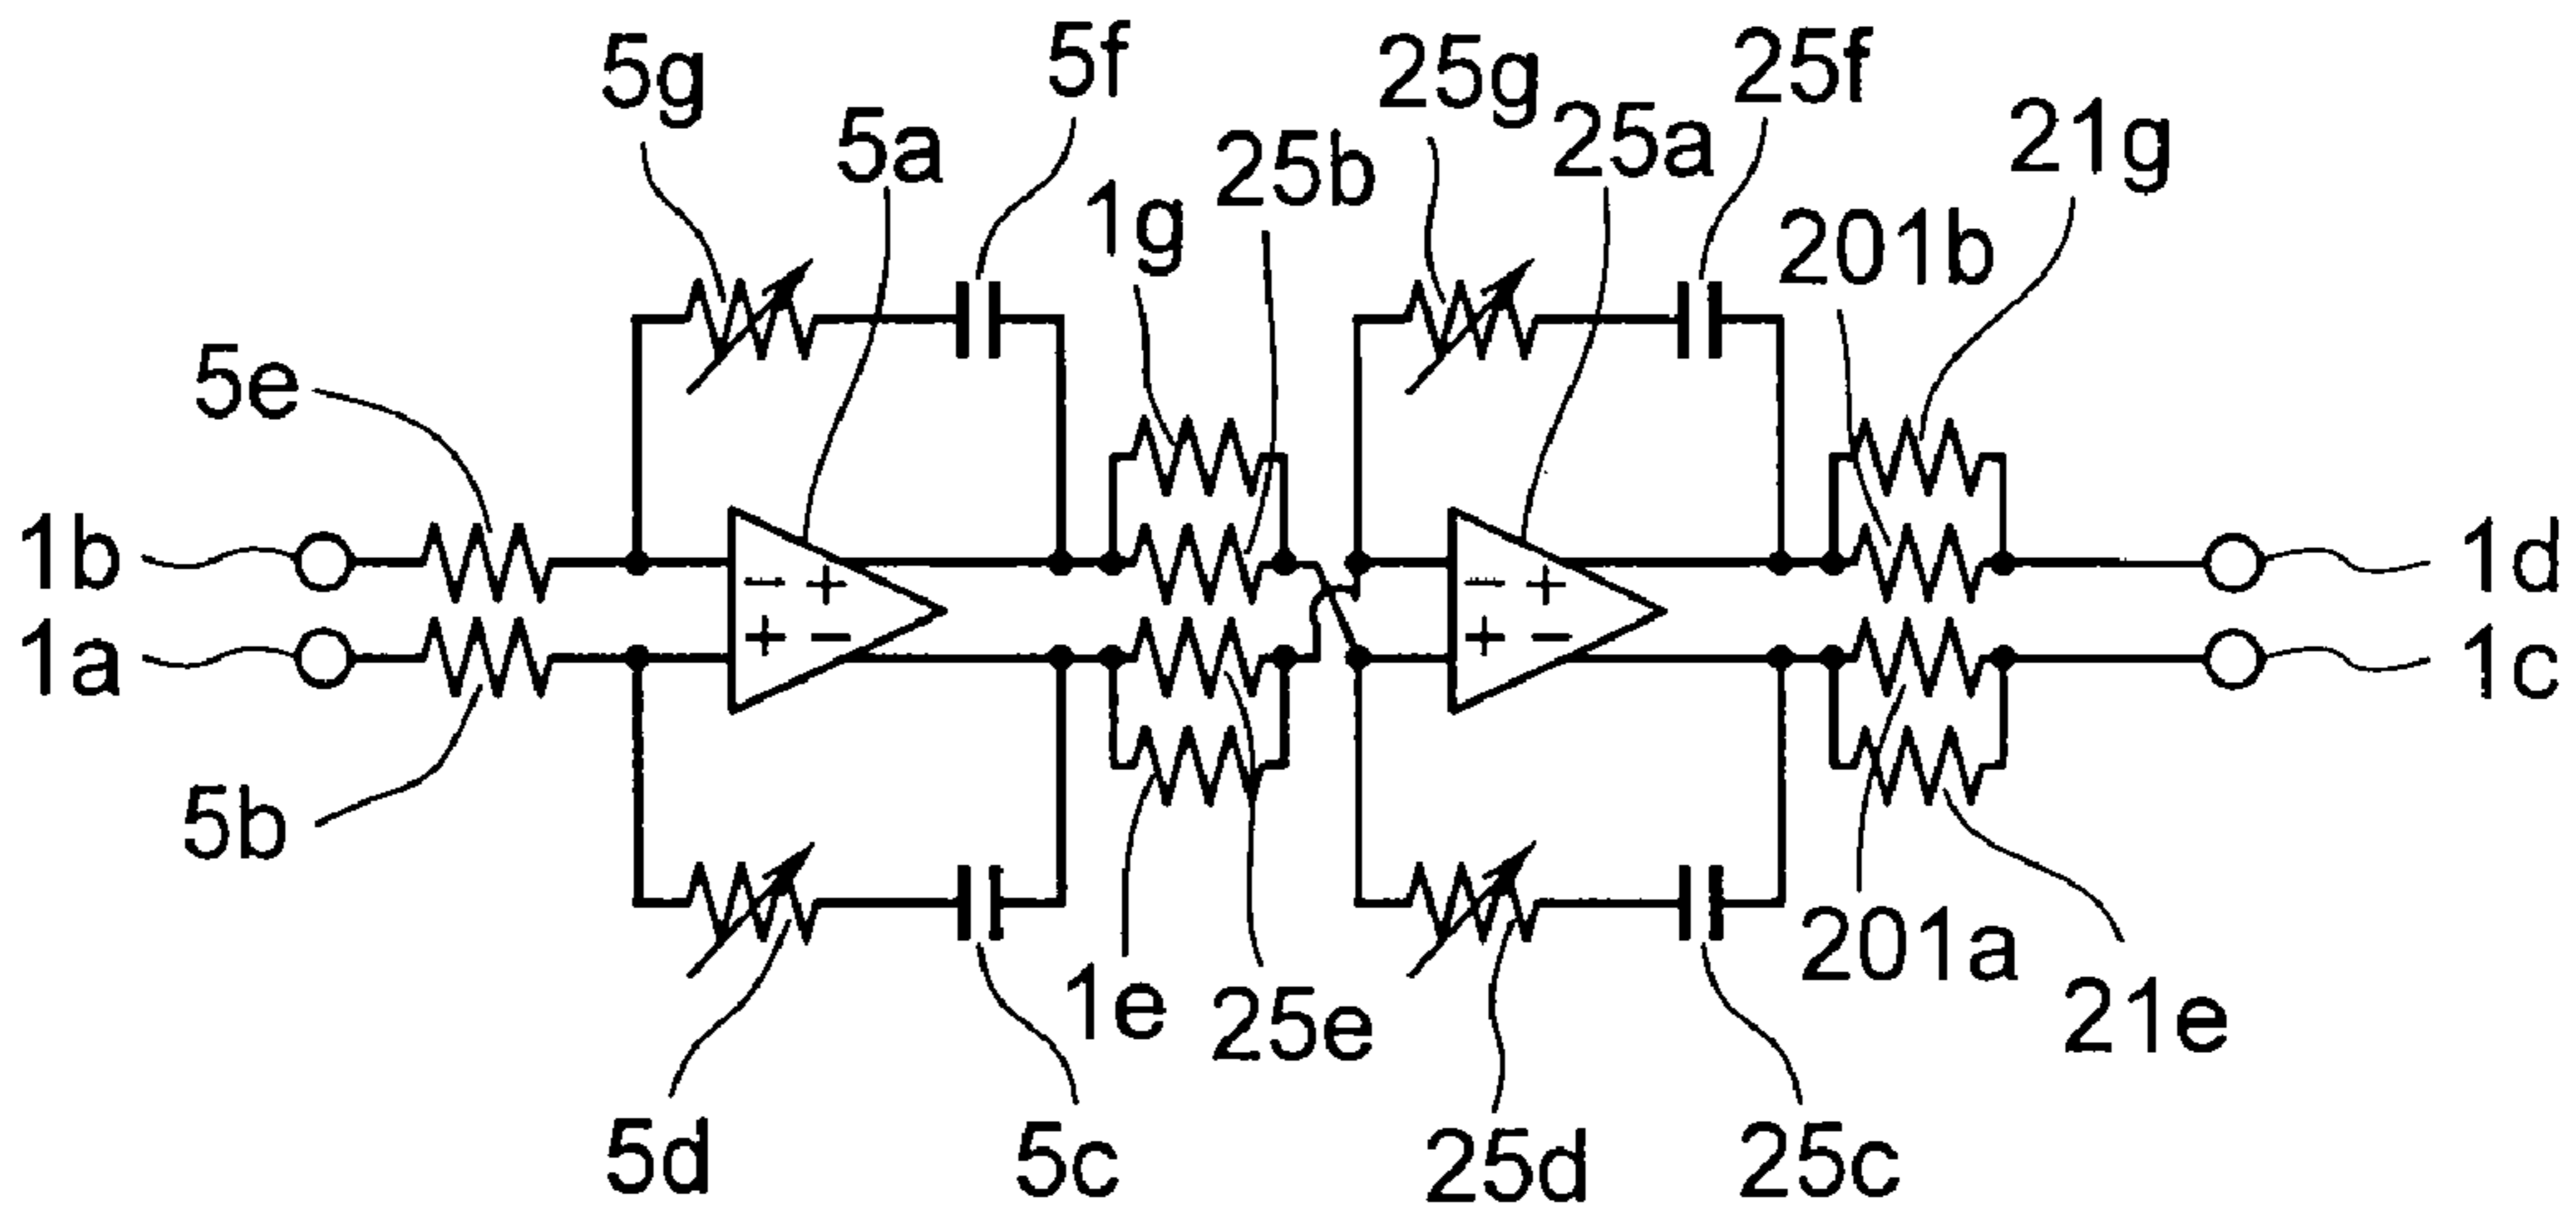 5g 5f 25g 25f
5a 25b 25a 21g
1g 201b
5e
1b - + - + 1d
1a + - + - 1c
5b
1e 25e 201a 21e
5d 5c 25d 25c